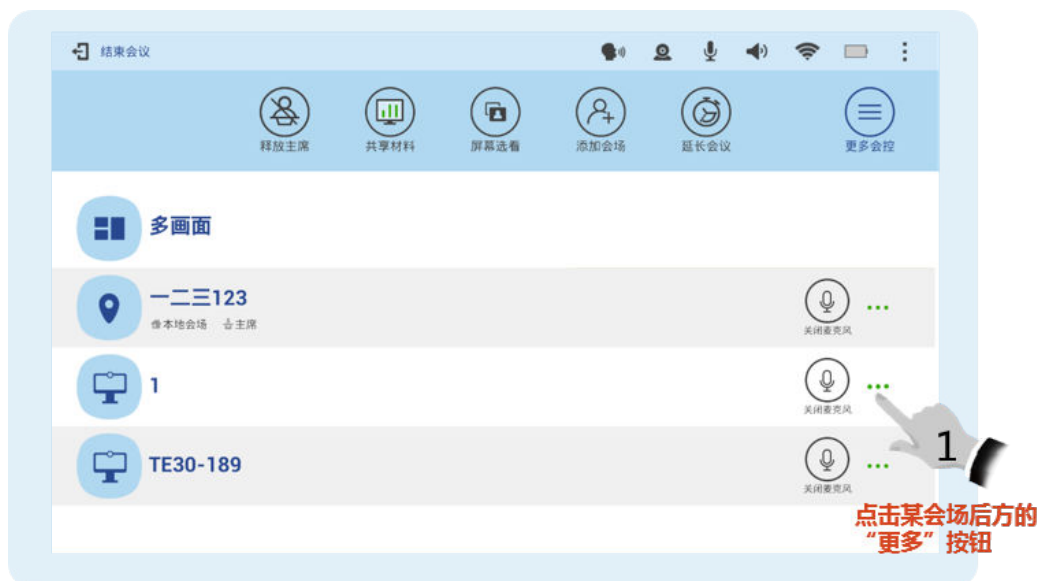 结束会议
释放主席
共享材料
屏幕选看
添加会场
延长会议
更多会控
多画面
一二三123
本地会场 主席
关闭麦克风
1
关闭麦克风
TE30-189
关闭麦克风
1
点击某会场后方的
“更多”按钮